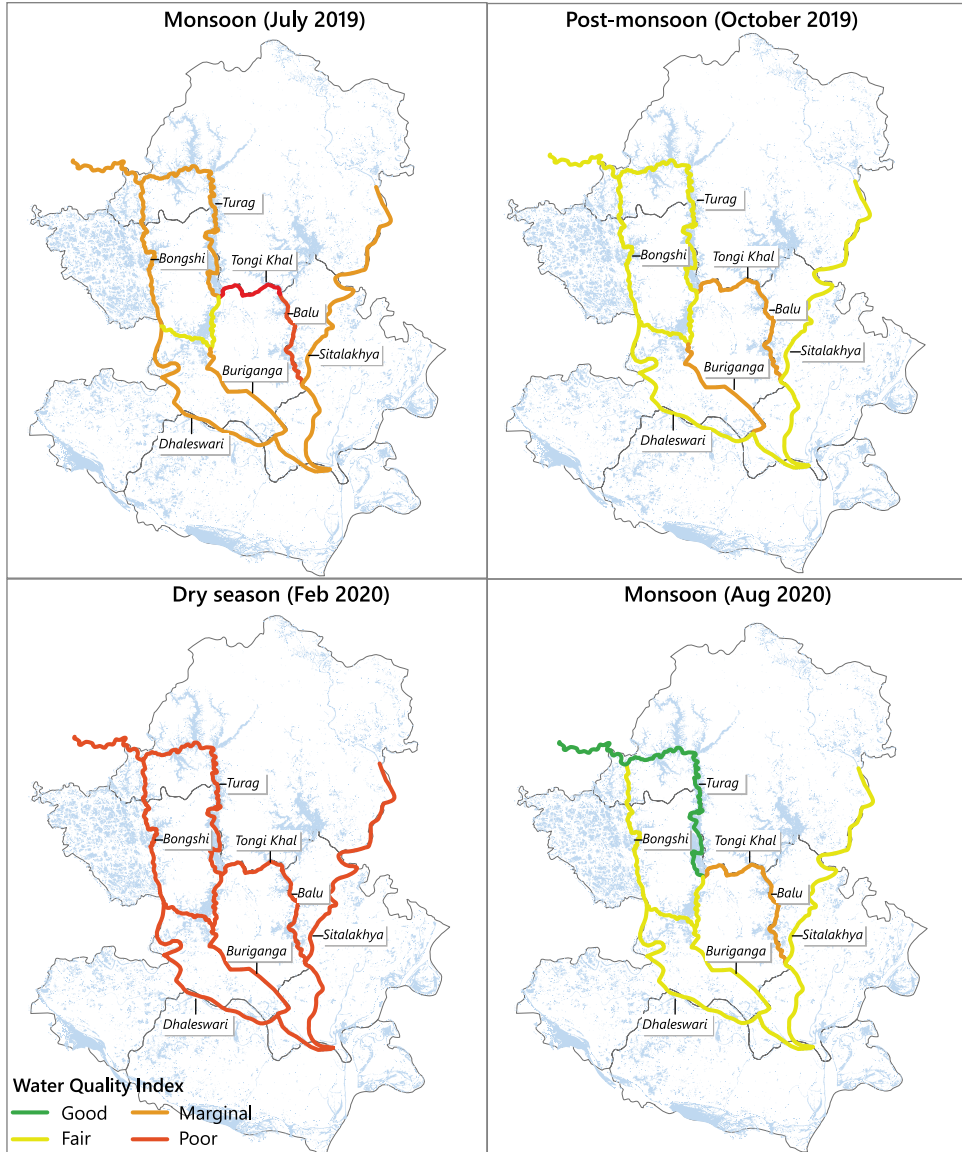 Monsoon (July 2019)
Turag
Bongshi
Tongi Khal
Balu
Sitalakhya
Buriganga
Dhaleswari
Post-monsoon (October 2019)
Turag
Bongshi
Tongi Khal
Balu
Sitalakhya
Buriganga
Dhaleswari
Dry season (Feb 2020)
Turag
Bongshi
Tongi Khal
Balu
Sitalakhya
Buriganga
Dhaleswari
Monsoon (Aug 2020)
Turag
Bongshi
Tongi Khal
Balu
Sitalakhya
Buriganga
Dhaleswari
Water Quality Index
Good
Marginal
Fair
Poor